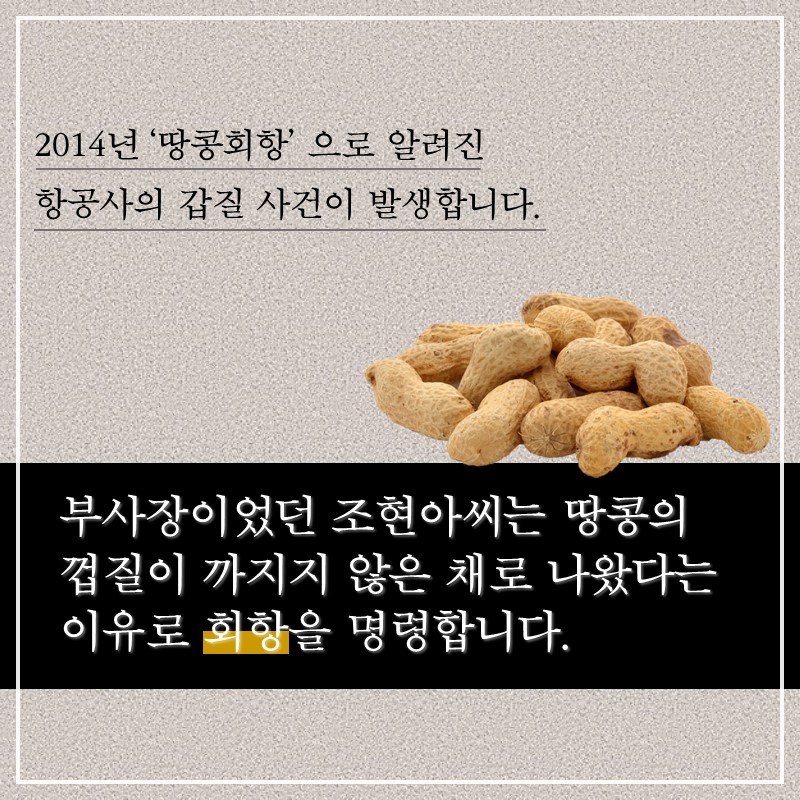 2014년 ‘땅콩회항’ 으로 알려진
항공사의 갑질 사건이 발생합니다.
부사장이었던 조현아씨는 땅콩의
껍질이 까지지 않은 채로 나왔다는
이유로 회항을 명령합니다.